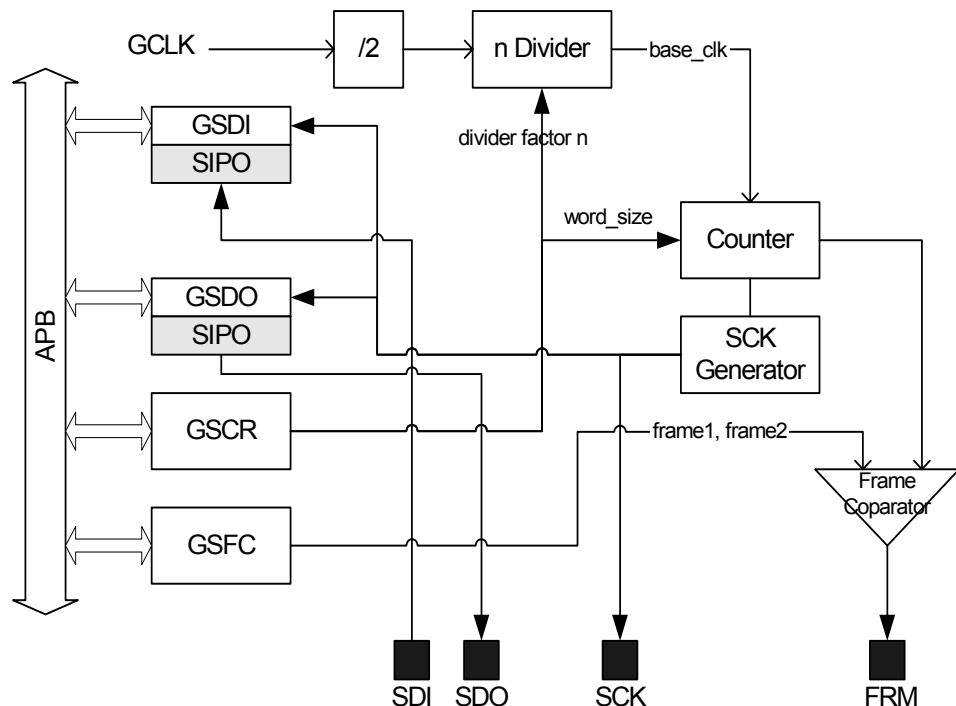 GCLK
/2
n Divider
base_clk
GSDI
SIPO
divider factor n
word_size
Counter
GSDO
SIPO
APB
SCK
Generator
GSCR
frame1, frame2
Frame
Coparator
GSFC
SDI
SDO
SCK
FRM